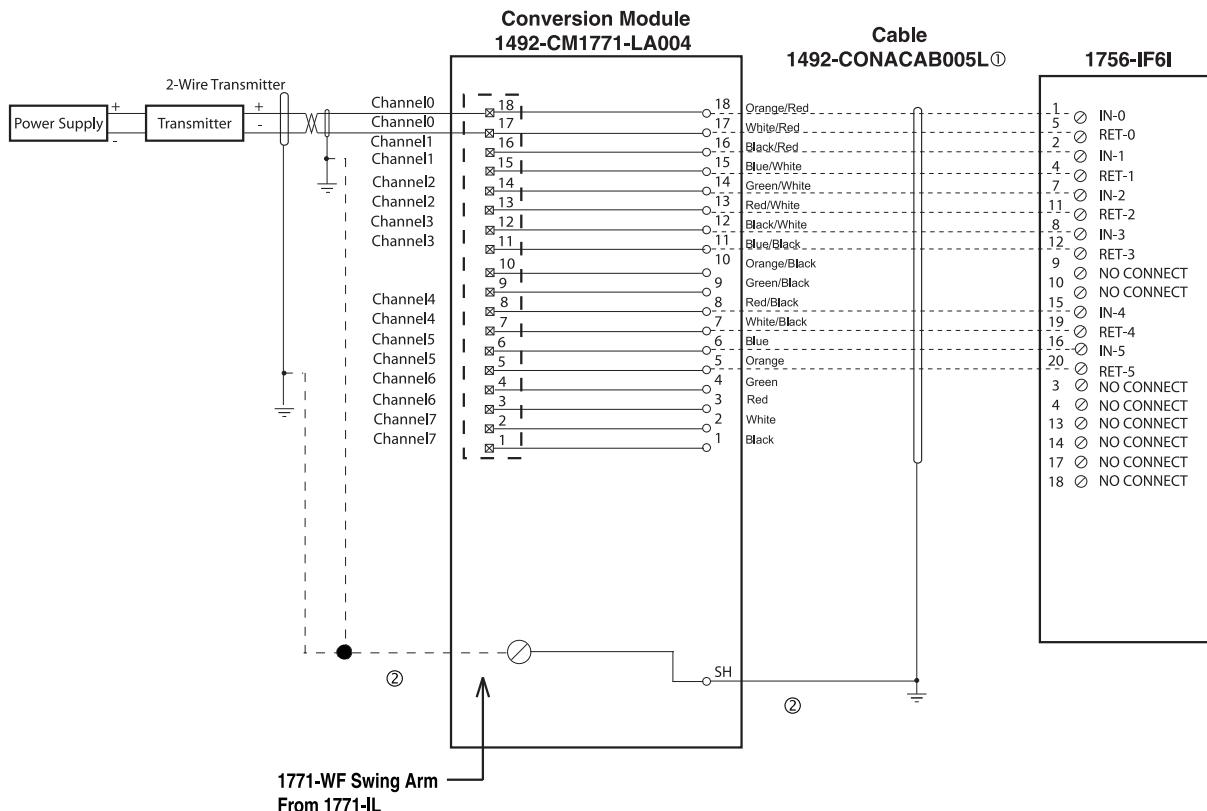 Conversion Module
1492-CM1771-LA004
Cable
1492-CONACAB005L①
1756-IF6I
2-Wire Transmitter
Power Supply
+
-
Transmitter
+
-
Channel0
Channel0
Channel1
Channel1
Channel2
Channel2
Channel3
Channel3
Channel4
Channel4
Channel5
Channel5
Channel6
Channel6
Channel7
Channel7
18
17
16
15
14
13
12
11
10
9
8
7
6
5
4
3
2
1
18 Orange/Red
17 White/Red
16 Black/Red
15 Blue/White
14 Green/White
13 Red/White
12 Black/White
11 Blue/Black
10 Orange/Black
9 Green/Black
8 Red/Black
7 White/Black
6 Blue
5 Orange
4 Green
3 Red
2 White
1 Black
1 IN-0
5 RET-0
2 IN-1
4 RET-1
7 IN-2
11 RET-2
8 IN-3
12 RET-3
9 NO CONNECT
10 NO CONNECT
15 IN-4
19 RET-4
16 IN-5
20 RET-5
3 NO CONNECT
4 NO CONNECT
13 NO CONNECT
14 NO CONNECT
17 NO CONNECT
18 NO CONNECT
SH
②
②
1771-WF Swing Arm
From 1771-IL